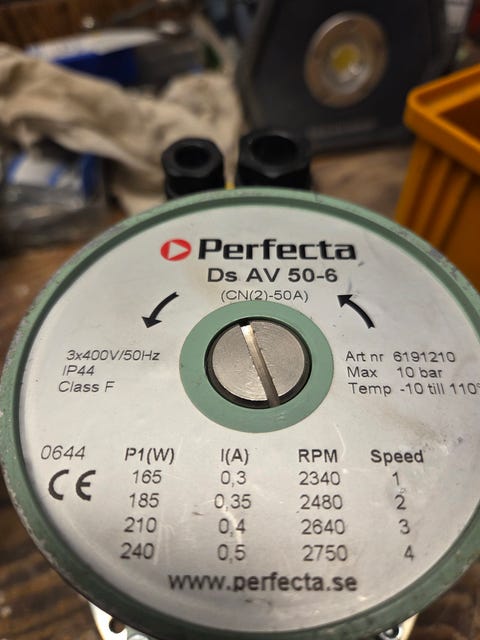 Perfecta
Ds AV 50-6
(CN(2)-50A)
3x400V/50Hz
IP44
Class F
Art nr 6191210
Max 10 bar
Temp -10 till 110°
0644
CE
P1(W) I(A) RPM Speed
165 0,3 2340 1
185 0,35 2480 2
210 0,4 2640 3
240 0,5 2750 4
www.perfecta.se